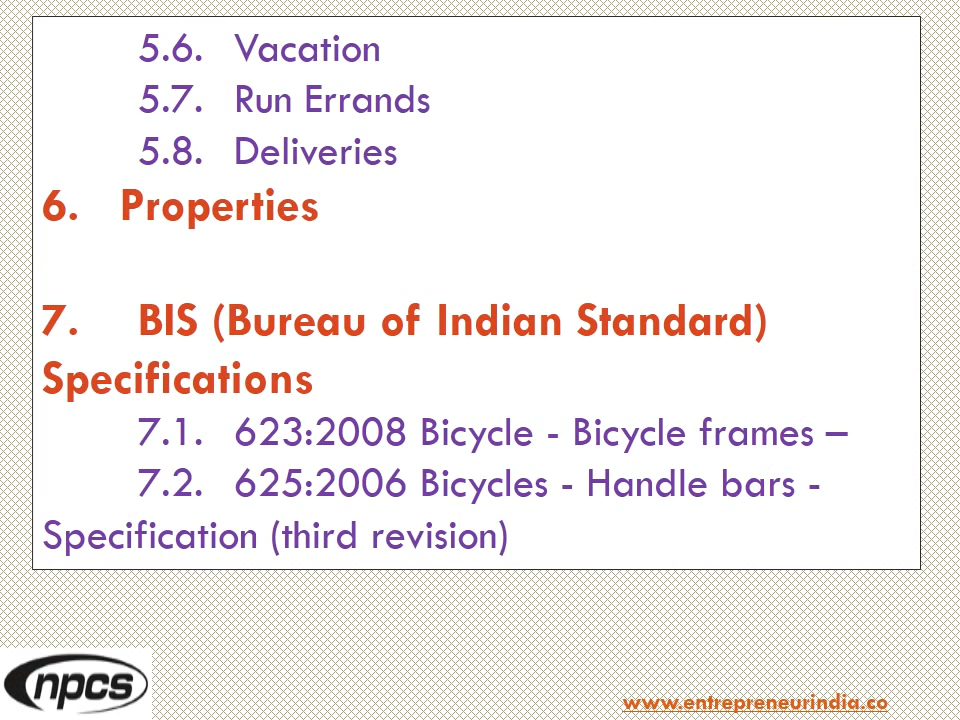 5.6. Vacation
5.7. Run Errands
5.8. Deliveries
6. Properties
7. BIS (Bureau of Indian Standard)
Specifications
7.1. 623:2008 Bicycle - Bicycle frames –
7.2. 625:2006 Bicycles - Handle bars -
Specification (third revision)
npcs
www.entrepreneurindia.co